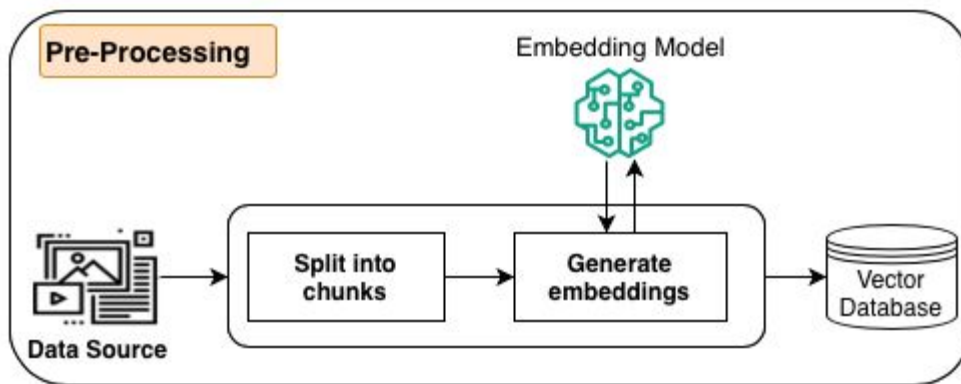 Pre-Processing
Embedding Model
Split into
chunks
Generate
embeddings
Vector
Database
Data Source